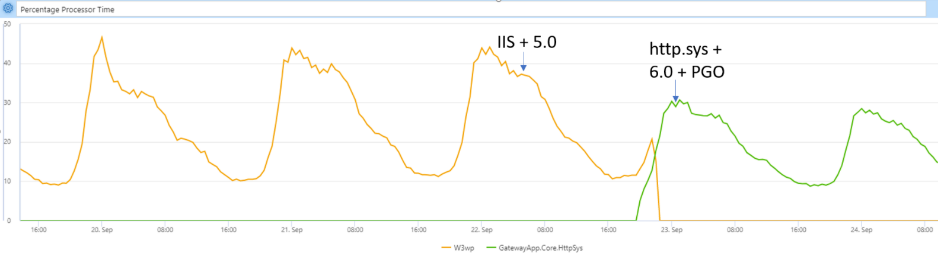 Percentage Processor Time
50
40
30
20
10
0
IIS + 5.0
http.sys +
6.0 + PGO
16:00 20. Sep 08:00 16:00 21. Sep 08:00 16:00 22. Sep 08:00 16:00 23. Sep 08:00 16:00 24. Sep 08:00
W3wp GatewayApp.Core.HttpSys